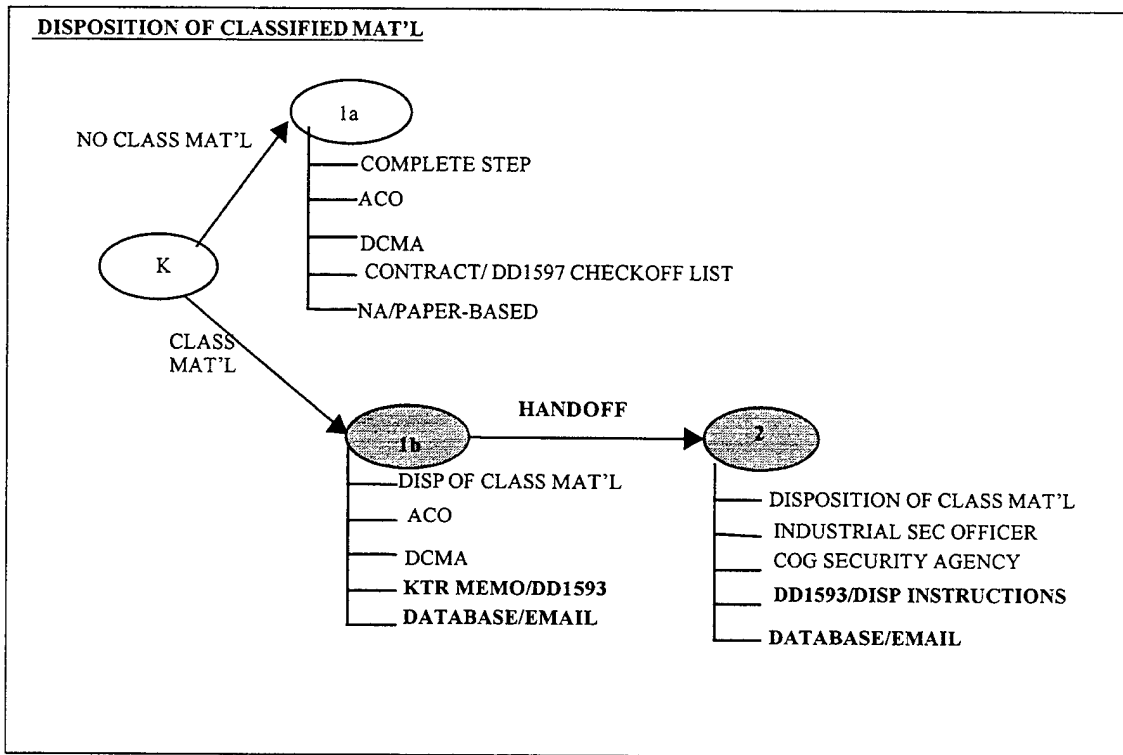 DISPOSITION OF CLASSIFIED MAT'L
1a
NO CLASS MAT'L
COMPLETE STEP
ACO
DCMA
CONTRACT/ DD1597 CHECKOFF LIST
NA/PAPER-BASED
K
CLASS
MAT'L
HANDOFF
1b
DISP OF CLASS MAT'L
ACO
DCMA
KTR MEMO/DD1593
DATABASE/EMAIL
2
DISPOSITION OF CLASS MAT'L
INDUSTRIAL SEC OFFICER
COG SECURITY AGENCY
DD1593/DISP INSTRUCTIONS
DATABASE/EMAIL